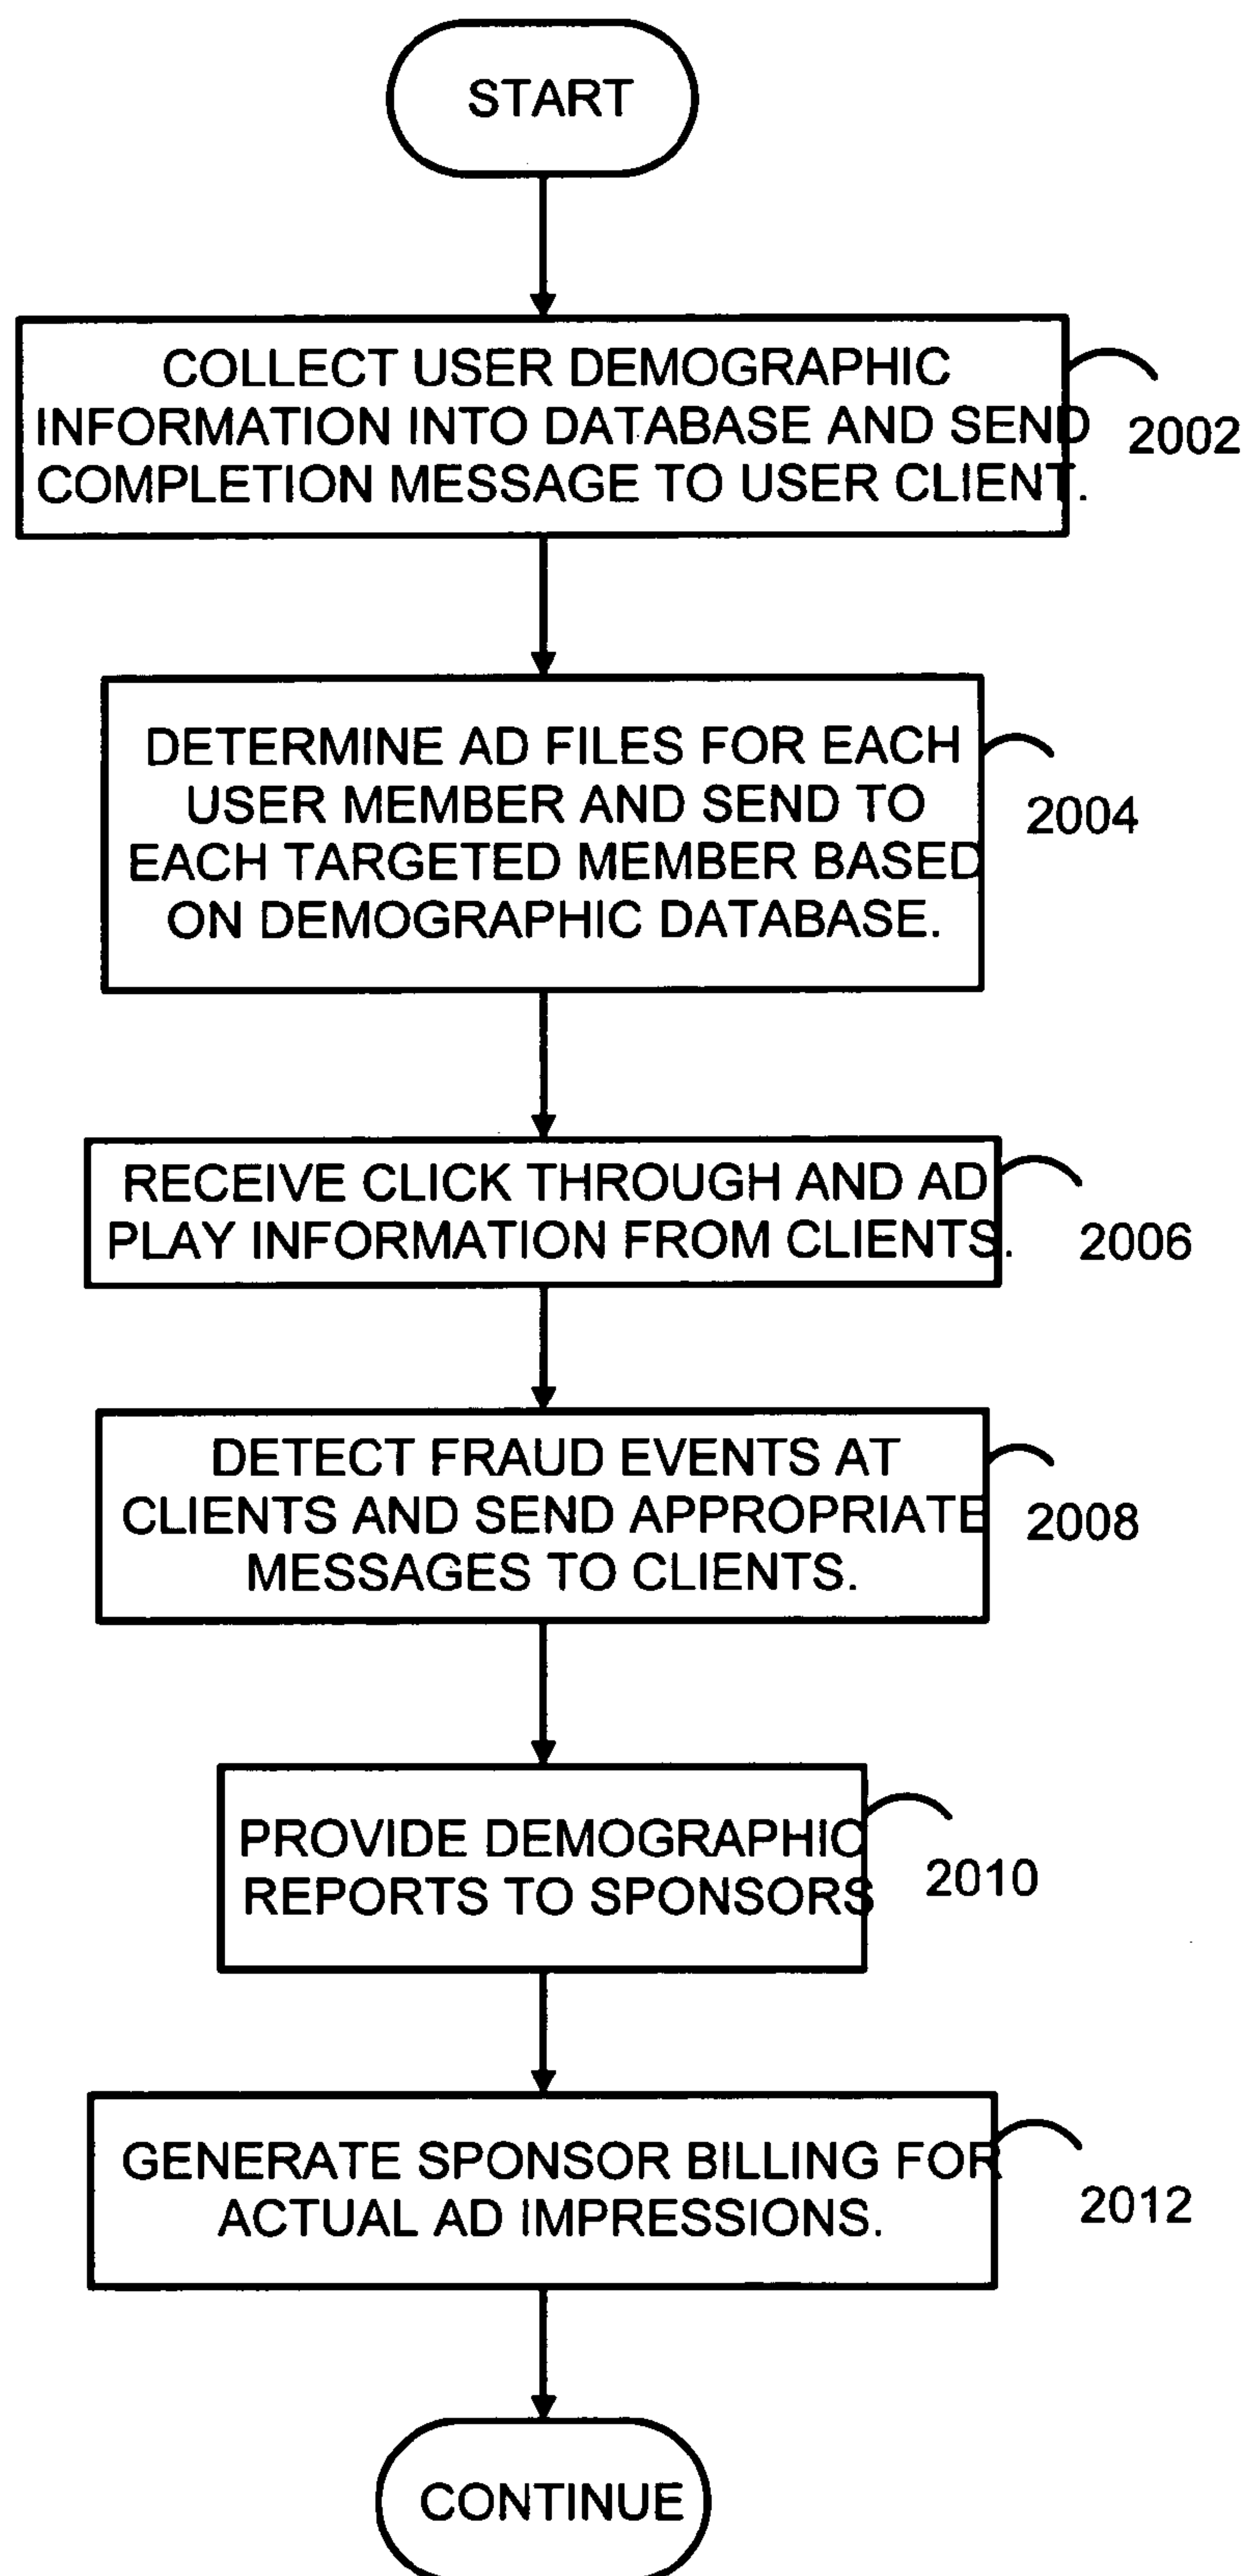 START
COLLECT USER DEMOGRAPHIC
INFORMATION INTO DATABASE AND SEND
COMPLETION MESSAGE TO USER CLIENT.
2002
DETERMINE AD FILES FOR EACH
USER MEMBER AND SEND TO
EACH TARGETED MEMBER BASED
ON DEMOGRAPHIC DATABASE.
2004
RECEIVE CLICK THROUGH AND AD
PLAY INFORMATION FROM CLIENTS.
2006
DETECT FRAUD EVENTS AT
CLIENTS AND SEND APPROPRIATE
MESSAGES TO CLIENTS.
2008
PROVIDE DEMOGRAPHIC
REPORTS TO SPONSORS
2010
GENERATE SPONSOR BILLING FOR
ACTUAL AD IMPRESSIONS.
2012
CONTINUE